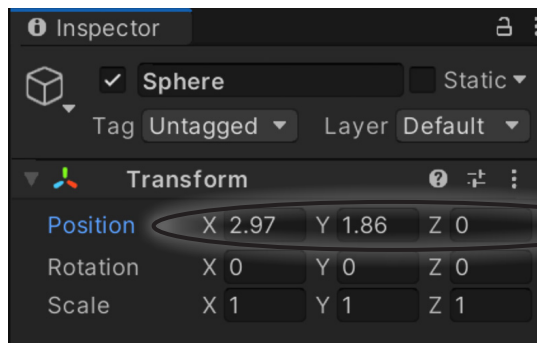 Inspector
Sphere Static
Tag Untagged Layer Default
Transform
Position X 2.97 Y 1.86 Z 0
Rotation X 0 Y 0 Z 0
Scale X 1 Y 1 Z 1